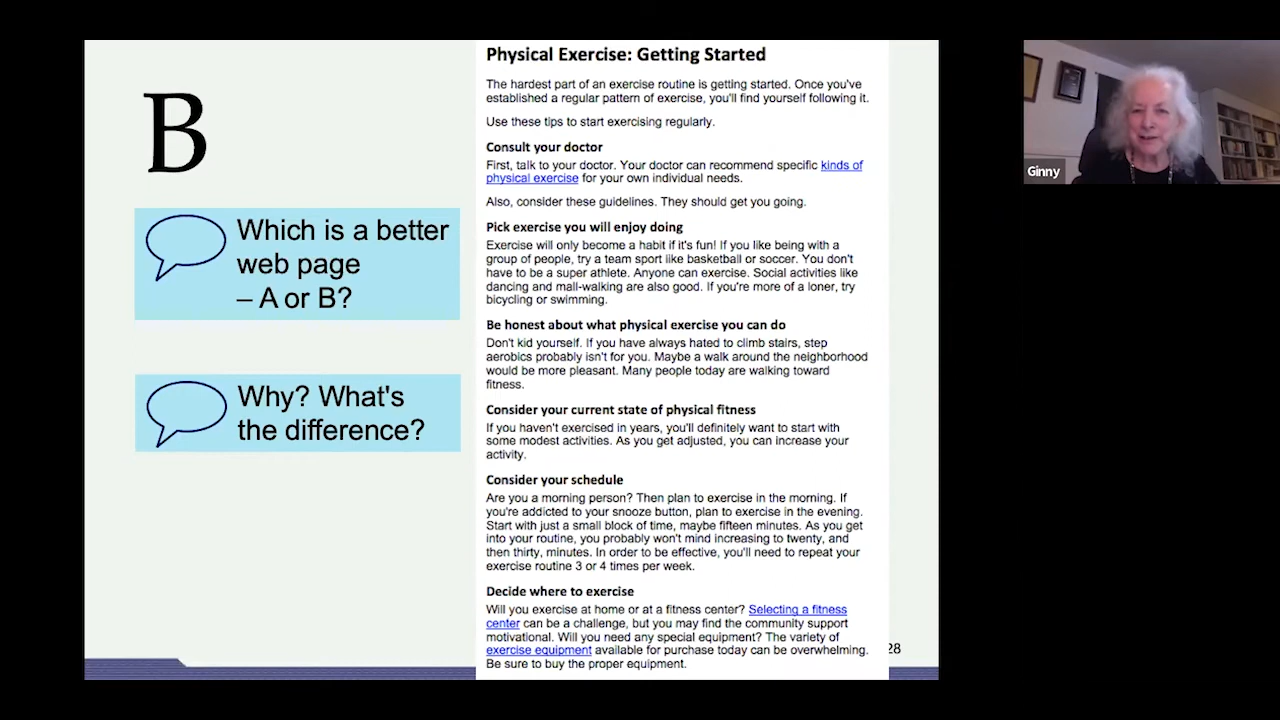 B
Which is a better
web page
– A or B?
Why? What's
the difference?
Physical Exercise: Getting Started
The hardest part of an exercise routine is getting started. Once you've
established a regular pattern of exercise, you'll find yourself following it.
Use these tips to start exercising regularly.
Consult your doctor
First, talk to your doctor. Your doctor can recommend specific kinds of
physical exercise for your own individual needs.
Also, consider these guidelines. They should get you going.
Pick exercise you will enjoy doing
Exercise will only become a habit if it's fun! If you like being with a
group of people, try a team sport like basketball or soccer. You don't
have to be a super athlete. Anyone can exercise. Social activities like
dancing and mall-walking are also good. If you're more of a loner, try
bicycling or swimming.
Be honest about what physical exercise you can do
Don't kid yourself. If you have always hated to climb stairs, step
aerobics probably isn't for you. Maybe a walk around the neighborhood
would be more pleasant. Many people today are walking toward
fitness.
Consider your current state of physical fitness
If you haven't exercised in years, you'll definitely want to start with
some modest activities. As you get adjusted, you can increase your
activity.
Consider your schedule
Are you a morning person? Then plan to exercise in the morning. If
you're addicted to your snooze button, plan to exercise in the evening.
Start with just a small block of time, maybe fifteen minutes. As you get
into your routine, you probably won't mind increasing to twenty, and
then thirty, minutes. In order to be effective, you'll need to repeat your
exercise routine 3 or 4 times per week.
Decide where to exercise
Will you exercise at home or at a fitness center? Selecting a fitness
center can be a challenge, but you may find the community support
motivational. Will you need any special equipment? The variety of
exercise equipment available for purchase today can be overwhelming.
Be sure to buy the proper equipment.
28
Ginny